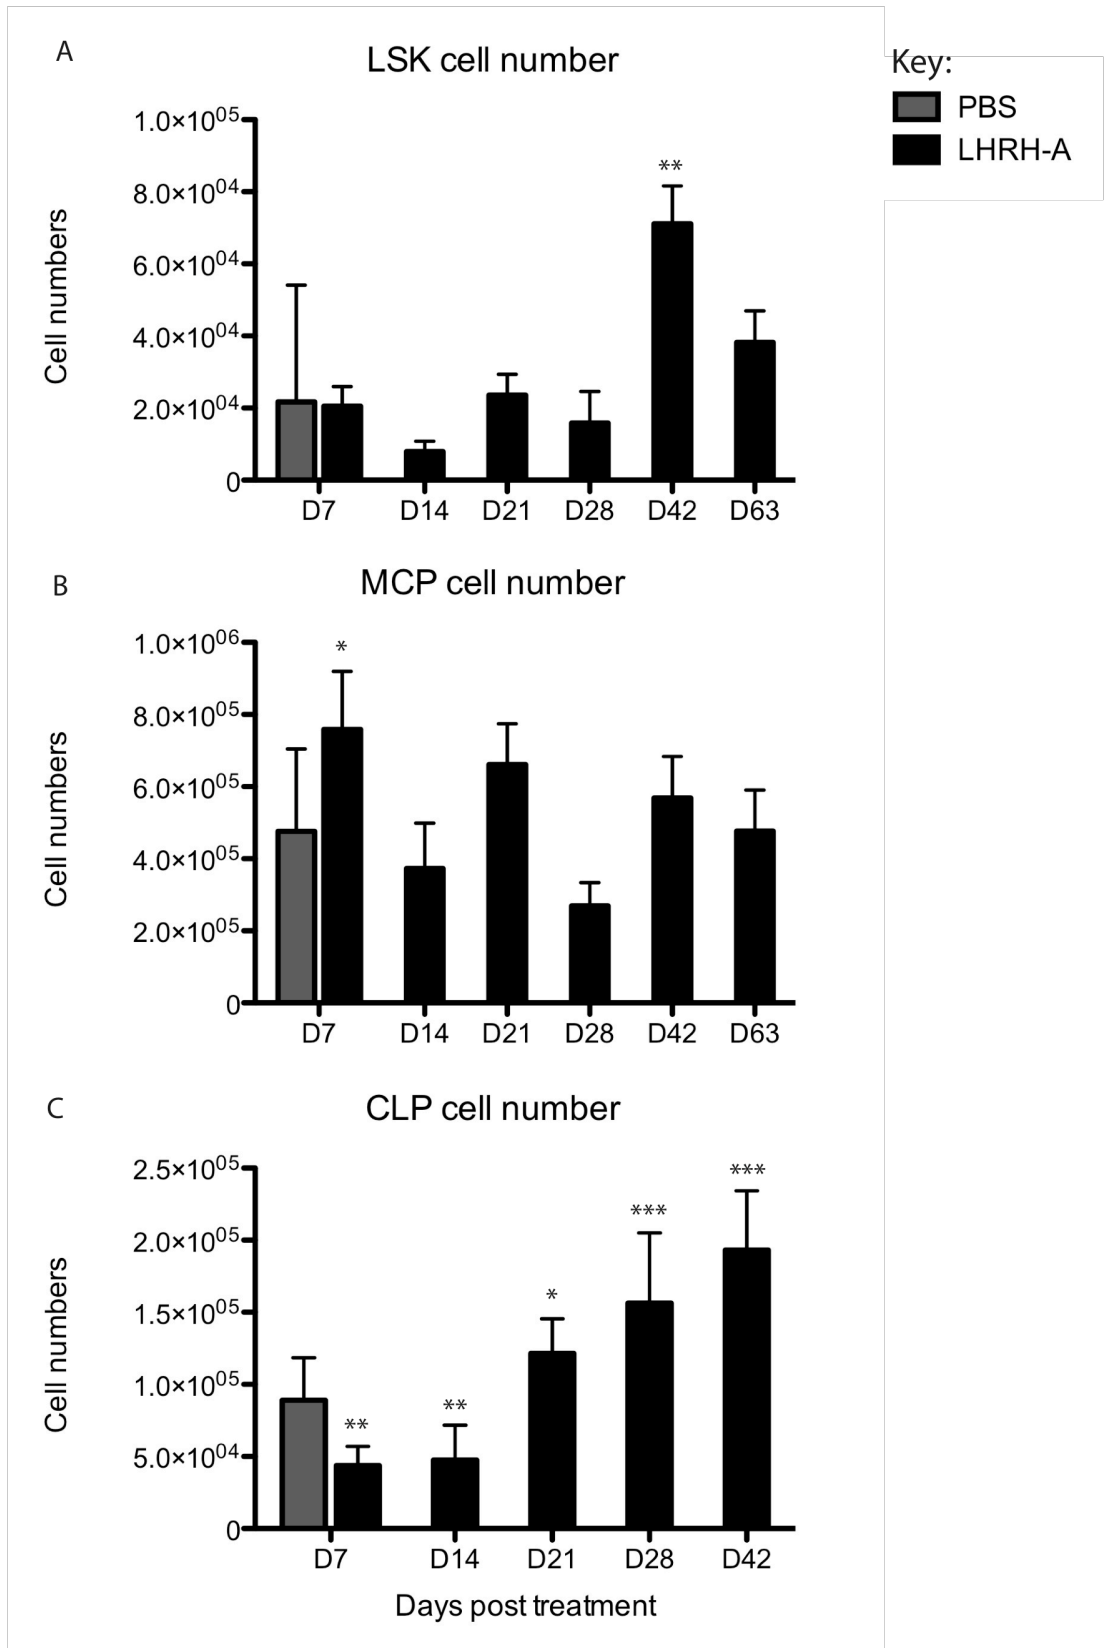 A
LSK cell number
Key:
PBS
LHRH-A
Cell numbers
1.0×10^05
8.0×10^04
6.0×10^04
4.0×10^04
2.0×10^04
0
**
D7 D14 D21 D28 D42 D63
B
MCP cell number
Cell numbers
1.0×10^06
8.0×10^05
6.0×10^05
4.0×10^05
2.0×10^05
0
*
D7 D14 D21 D28 D42 D63
C
CLP cell number
Cell numbers
2.5×10^05
2.0×10^05
1.5×10^05
1.0×10^05
5.0×10^04
0
** ** * *** ***
D7 D14 D21 D28 D42
Days post treatment